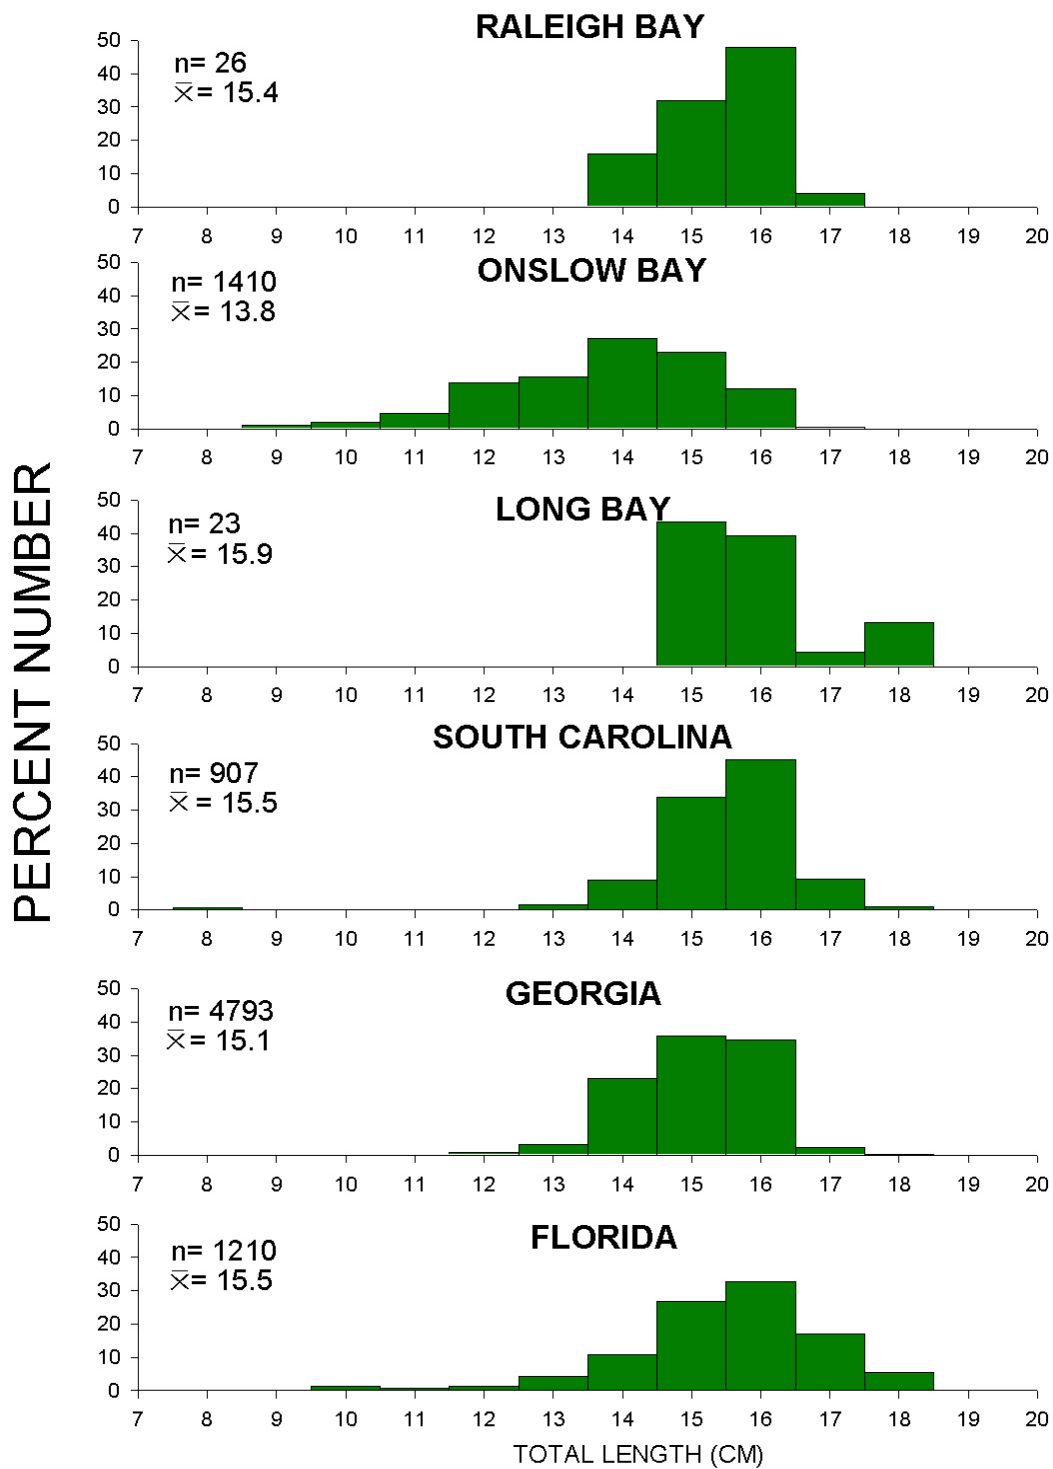 RALEIGH BAY
n= 26
x̄= 15.4
50
40
30
20
10
0
7 8 9 10 11 12 13 14 15 16 17 18 19 20
ONSLOW BAY
n= 1410
x̄= 13.8
50
40
30
20
10
0
7 8 9 10 11 12 13 14 15 16 17 18 19 20
LONG BAY
n= 23
x̄= 15.9
50
40
30
20
10
0
7 8 9 10 11 12 13 14 15 16 17 18 19 20
PERCENT NUMBER
SOUTH CAROLINA
n= 907
x̄ = 15.5
50
40
30
20
10
0
7 8 9 10 11 12 13 14 15 16 17 18 19 20
GEORGIA
n= 4793
x̄= 15.1
50
40
30
20
10
0
7 8 9 10 11 12 13 14 15 16 17 18 19 20
FLORIDA
n= 1210
x̄= 15.5
50
40
30
20
10
0
7 8 9 10 11 12 13 14 15 16 17 18 19 20
TOTAL LENGTH (CM)